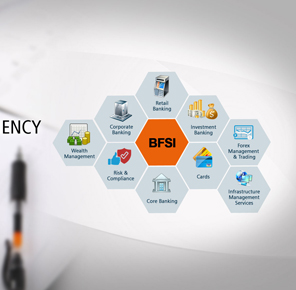 ENCY
Retail
Banking
Corporate
Banking
Investment
Banking
Wealth
Management
BFSI
Forex
Management
& Trading
Risk &
Compliance
Cards
Core Banking
Infrastructure
Management
Services